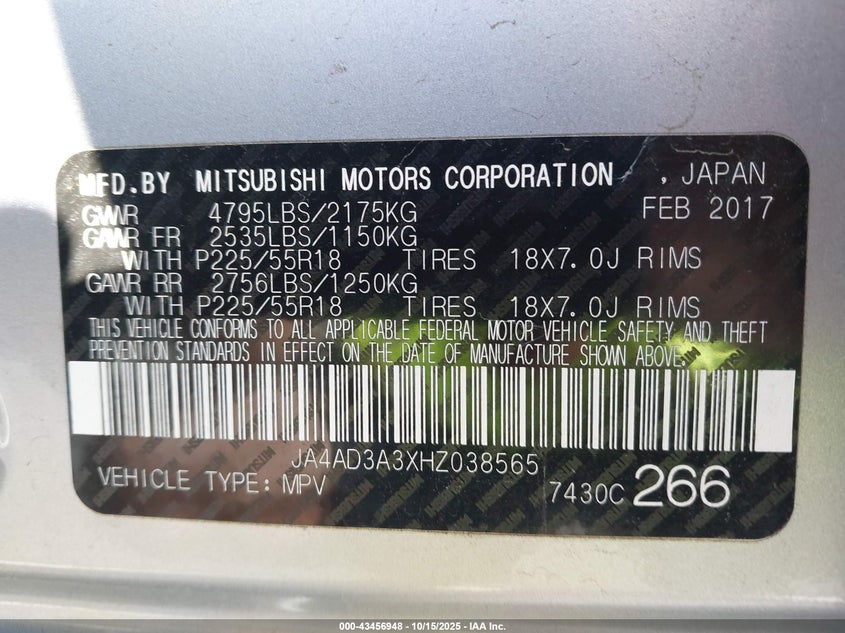 MFD.BY MITSUBISHI MOTORS CORPORATION , JAPAN
GVWR 4795LBS/2175KG FEB 2017
GAWR FR 2535LBS/1150KG
WITH P225/55R18 TIRES 18X7.0J RIMS
GAWR RR 2756LBS/1250KG
WITH P225/55R18 TIRES 18X7.0J RIMS
THIS VEHICLE CONFORMS TO ALL APPLICABLE FEDERAL MOTOR VEHICLE SAFETY AND THEFT
PREVENTION STANDARDS IN EFFECT ON THE DATE OF MANUFACTURE SHOWN ABOVE.
JA4AD3A3XHZ038565
VEHICLE TYPE: MPV 7430C 266
000-43456948 - 10/15/2025 - IAA Inc.